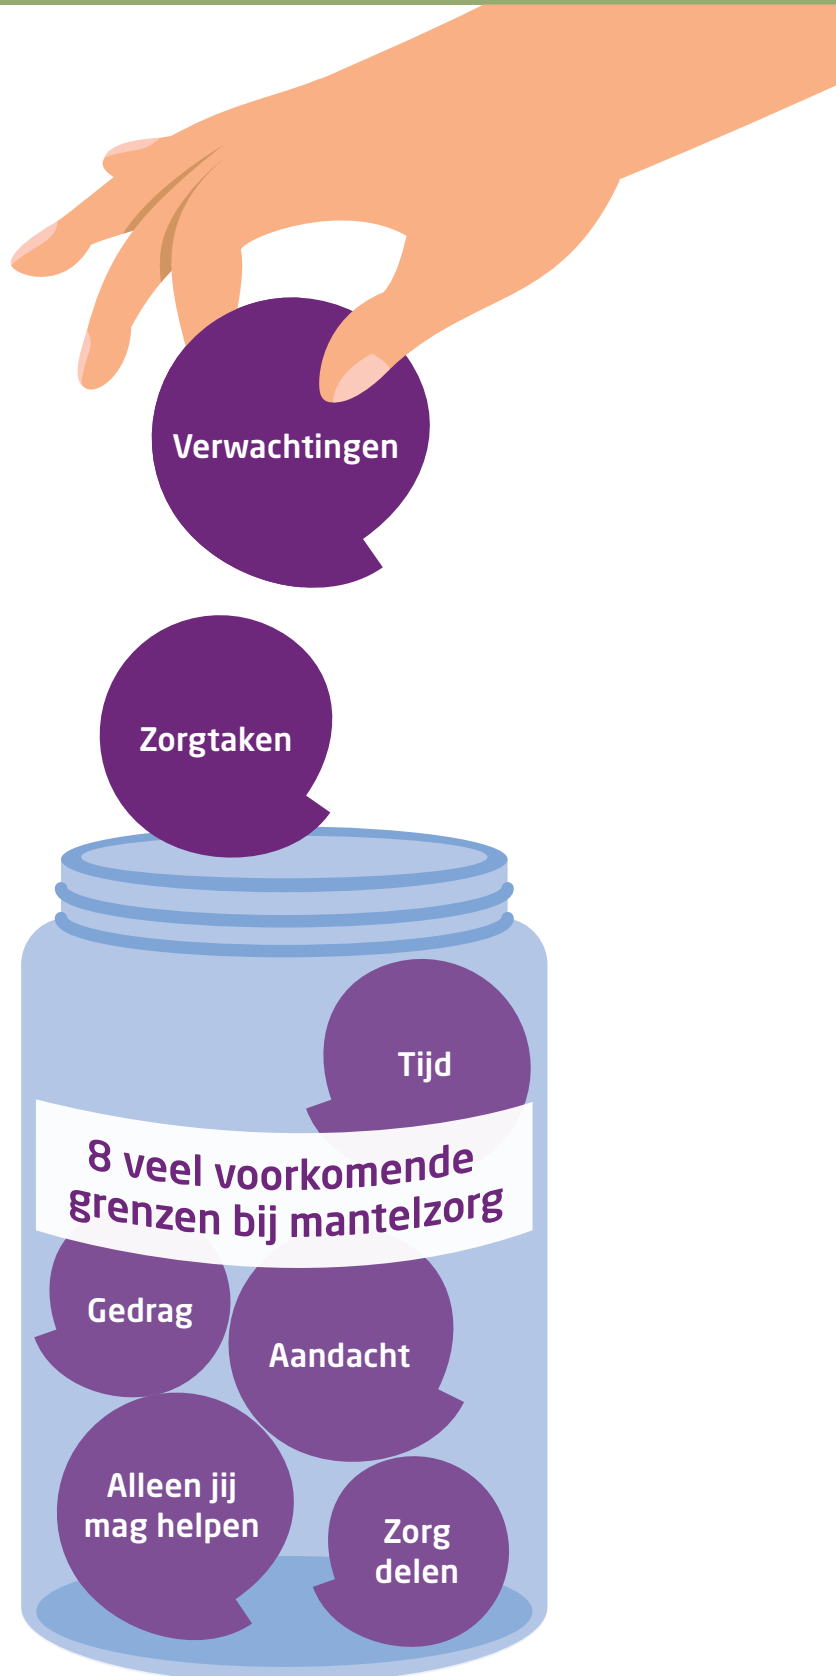 Verwachtingen
Zorgtaken
Tijd
8 veel voorkomende
grenzen bij mantelzorg
Gedrag
Aandacht
Alleen jij
mag helpen
Zorg
delen